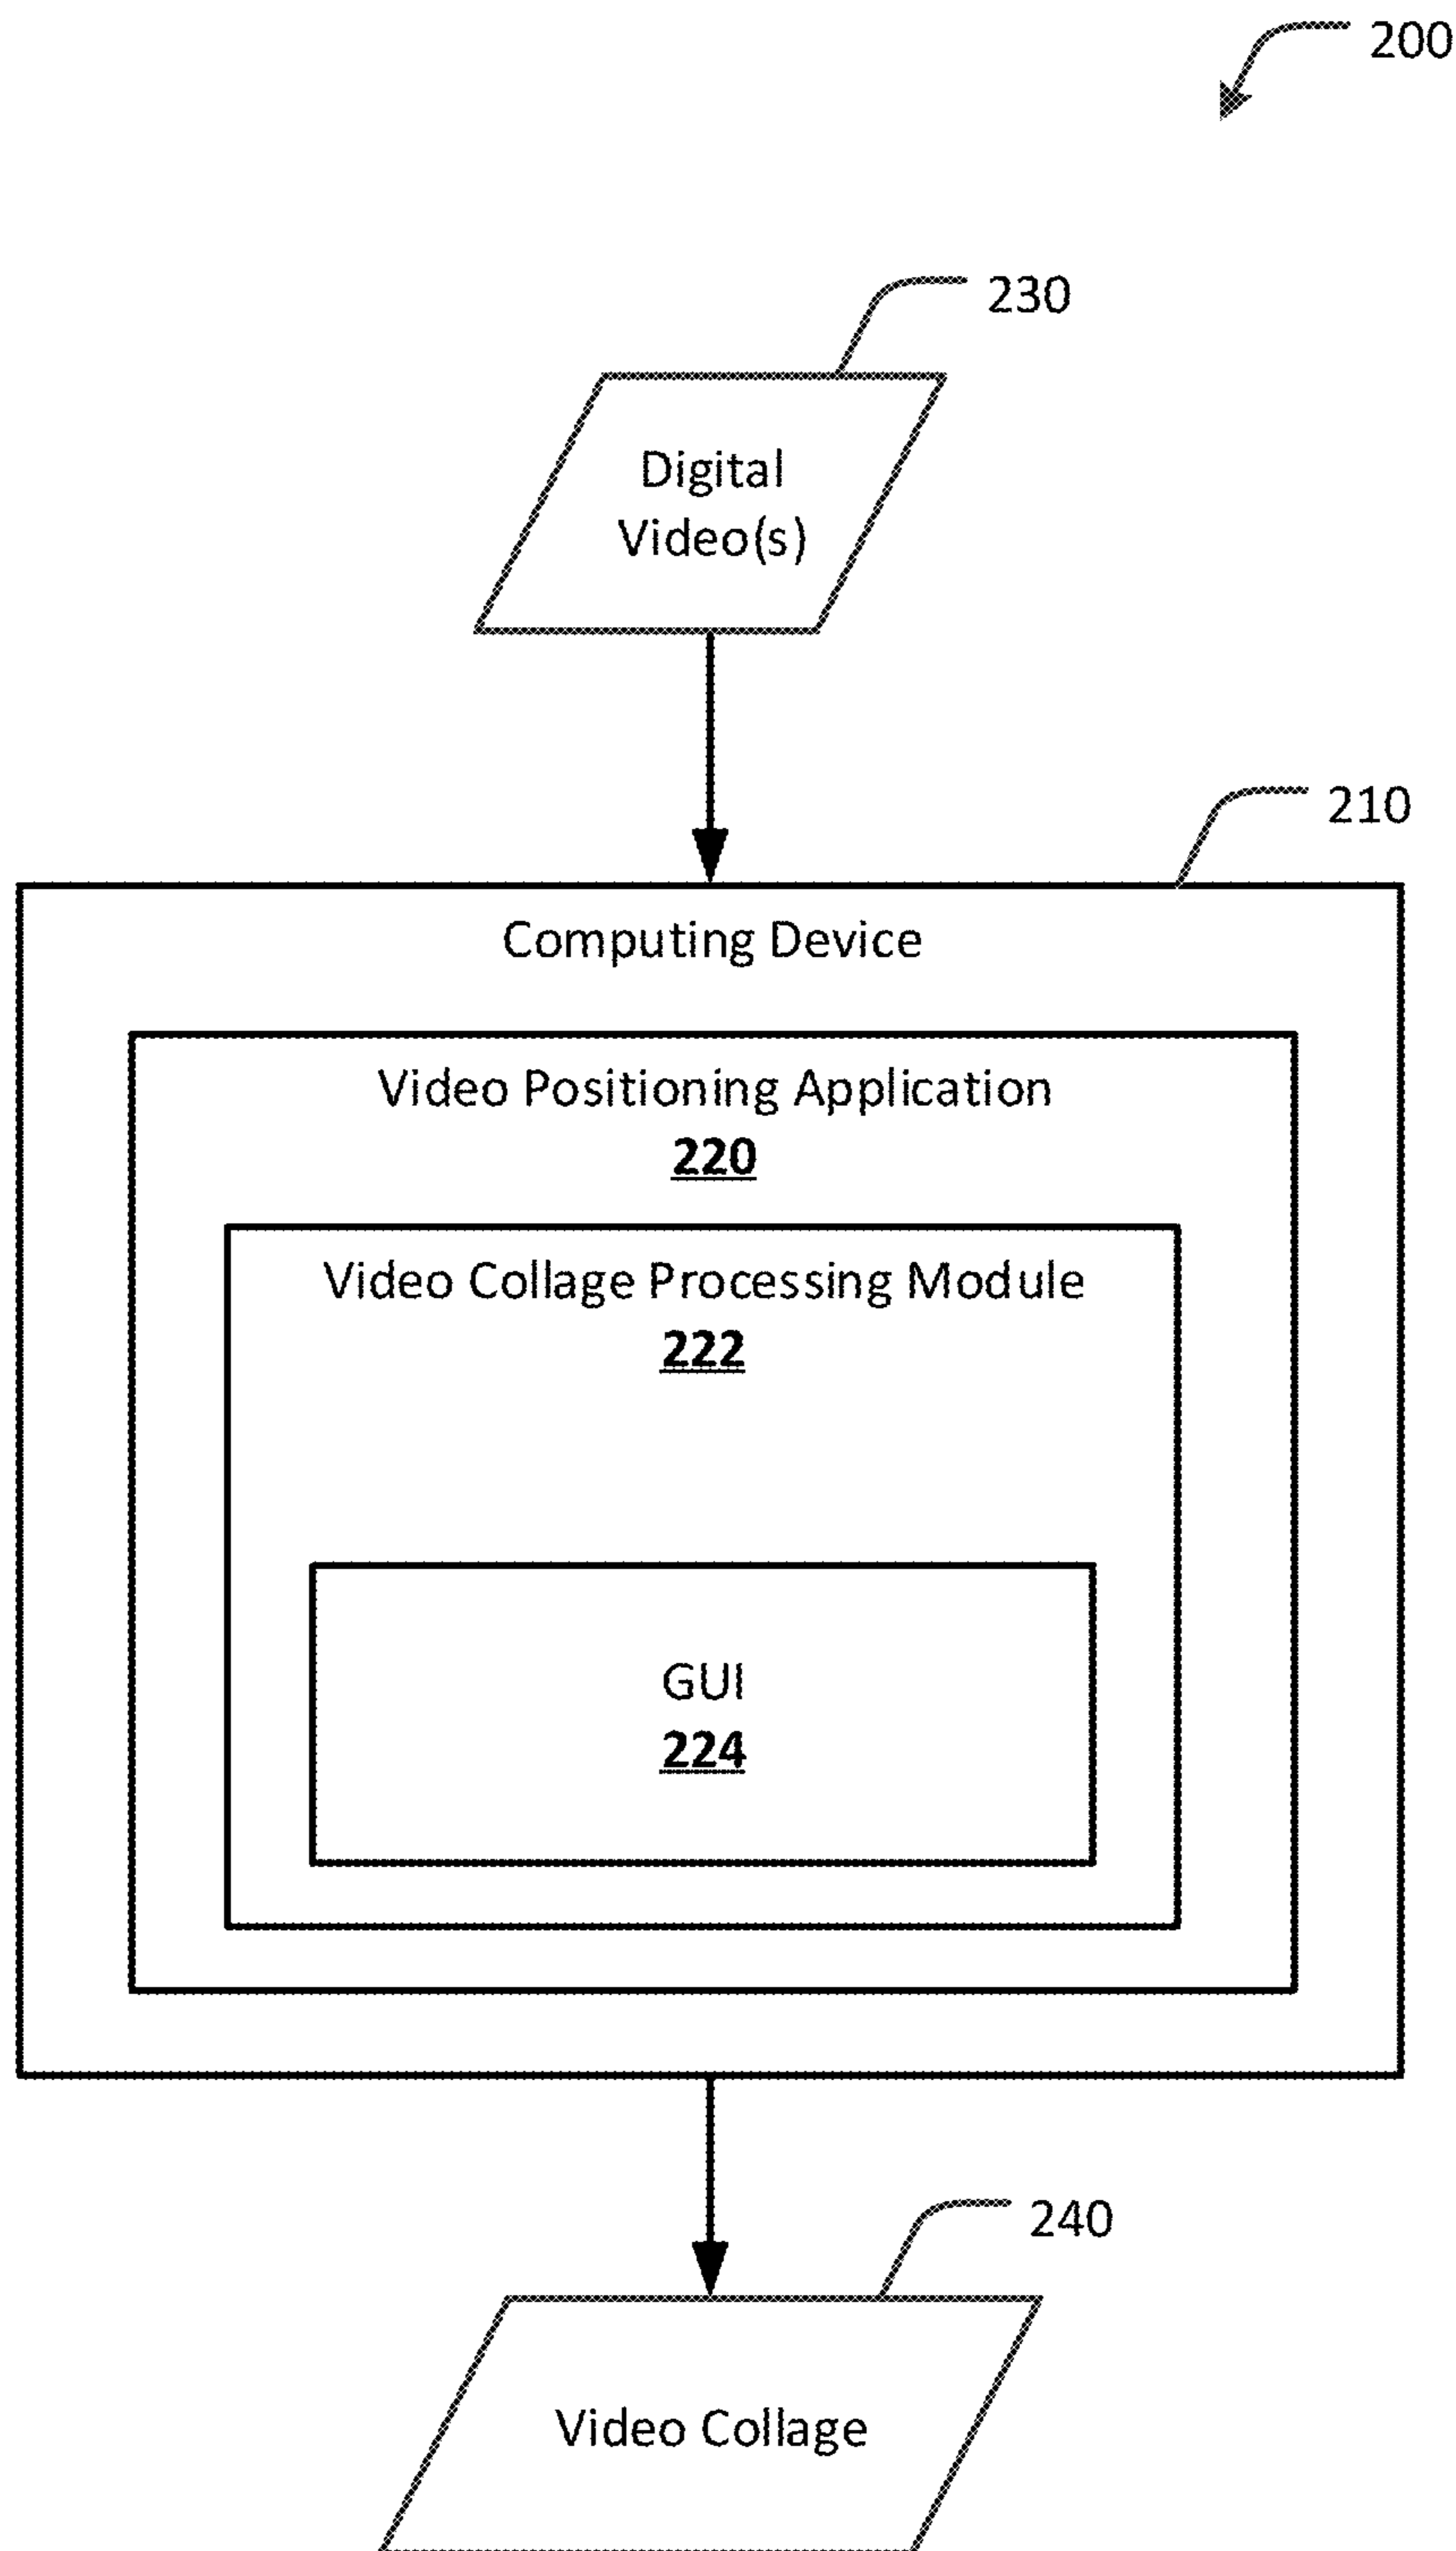 200
230
Digital
Video(s)
210
Computing Device
Video Positioning Application
220
Video Collage Processing Module
222
GUI
224
240
Video Collage